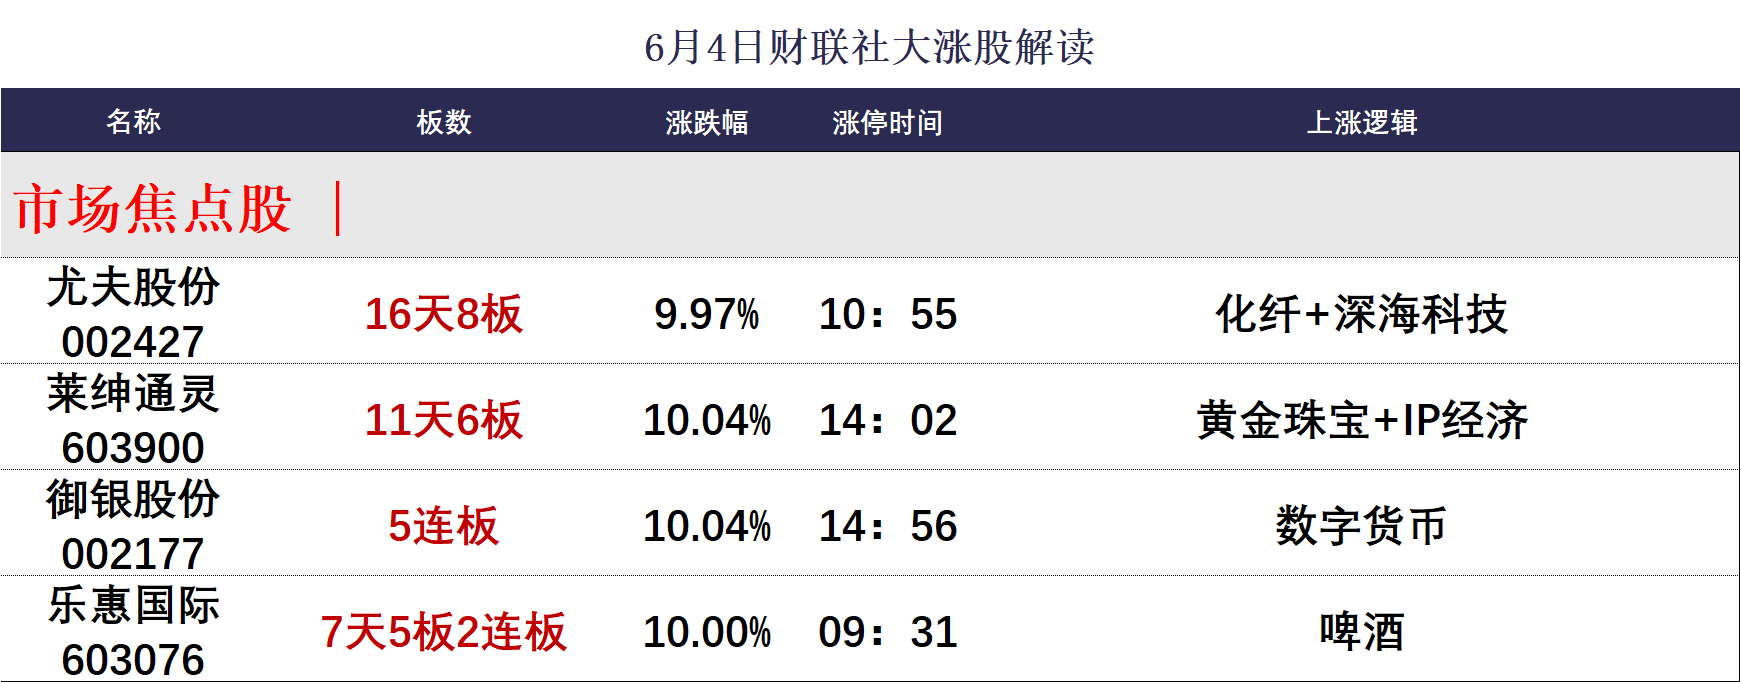 6月4日财联社大涨股解读
名称 板数 涨跌幅 涨停时间 上涨逻辑
市场焦点股 |
尤夫股份
002427 16天8板 9.97% 10：55 化纤+深海科技
莱绅通灵
603900 11天6板 10.04% 14：02 黄金珠宝+IP经济
御银股份
002177 5连板 10.04% 14：56 数字货币
乐惠国际
603076 7天5板2连板 10.00% 09：31 啤酒